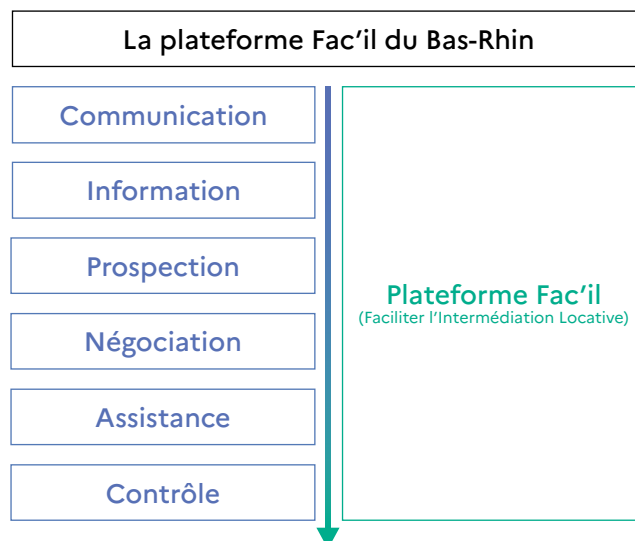 La plateforme Fac’il du Bas-Rhin
Communication
Information
Prospection
Négociation
Assistance
Contrôle
Plateforme Fac’il
(Faciliter l’Intermédiation Locative)